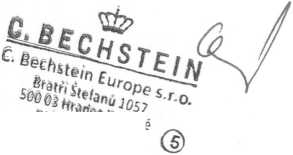 C. BECHSTEIN
C. Bechstein Europe s.r.o.
Bratří Štefanů 1057
500 03 Hradec
é
5